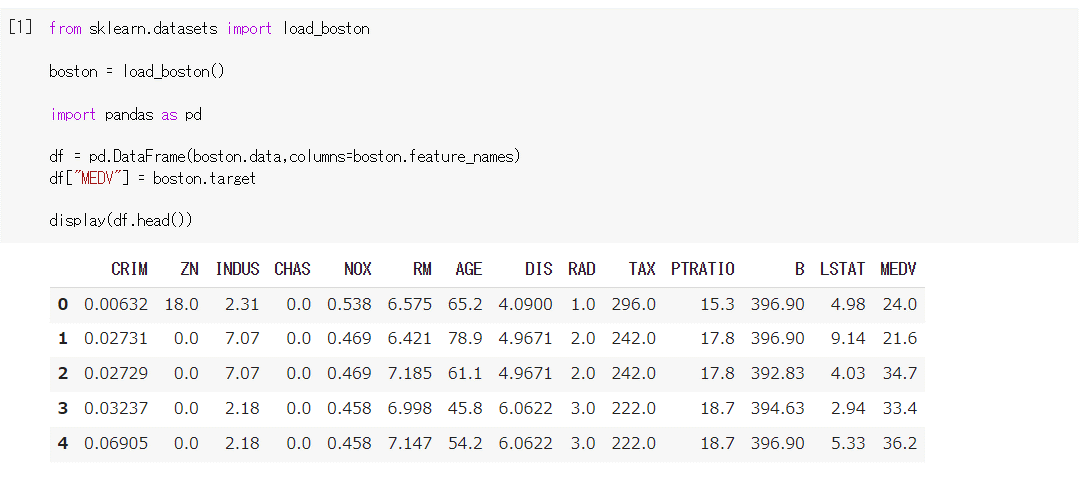 [1] from sklearn.datasets import load_boston
boston = load_boston()
import pandas as pd
df = pd.DataFrame(boston.data,columns=boston.feature_names)
df["MEDV"] = boston.target
display(df.head())
CRIM ZN INDUS CHAS NOX RM AGE DIS RAD TAX PTRATIO B LSTAT MEDV
0 0.00632 18.0 2.31 0.0 0.538 6.575 65.2 4.0900 1.0 296.0 15.3 396.90 4.98 24.0
1 0.02731 0.0 7.07 0.0 0.469 6.421 78.9 4.9671 2.0 242.0 17.8 396.90 9.14 21.6
2 0.02729 0.0 7.07 0.0 0.469 7.185 61.1 4.9671 2.0 242.0 17.8 392.83 4.03 34.7
3 0.03237 0.0 2.18 0.0 0.458 6.998 45.8 6.0622 3.0 222.0 18.7 394.63 2.94 33.4
4 0.06905 0.0 2.18 0.0 0.458 7.147 54.2 6.0622 3.0 222.0 18.7 396.90 5.33 36.2